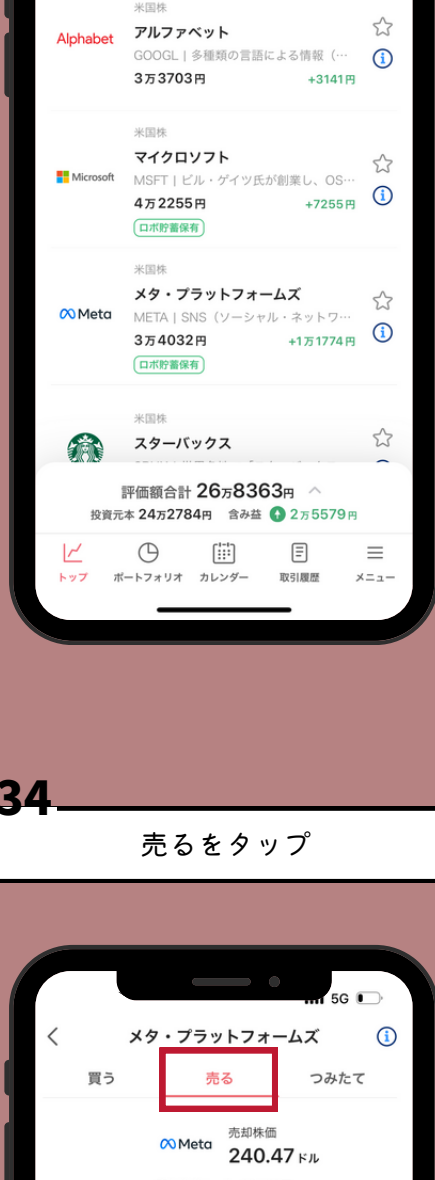 米国株
Alphabet
アルファベット
GOOGL | 多種類の言語による情報（…
3万3703円
+3141円
米国株
Microsoft
マイクロソフト
MSFT | ビル・ゲイツ氏が創業し、OS…
4万2255円
+7255円
ロボ貯蓄保有
米国株
Meta
メタ・プラットフォームズ
META | SNS（ソーシャル・ネットワ…
3万4032円
+1万1774円
ロボ貯蓄保有
米国株
スターバックス
評価額合計 26万8363円
投資元本 24万2784円 含み益 2万5579円
トップ ポートフォリオ カレンダー 取引履歴 メニュー
34
売るをタップ
5G
メタ・プラットフォームズ
買う 売る つみたて
Meta
売却株価
240.47ドル